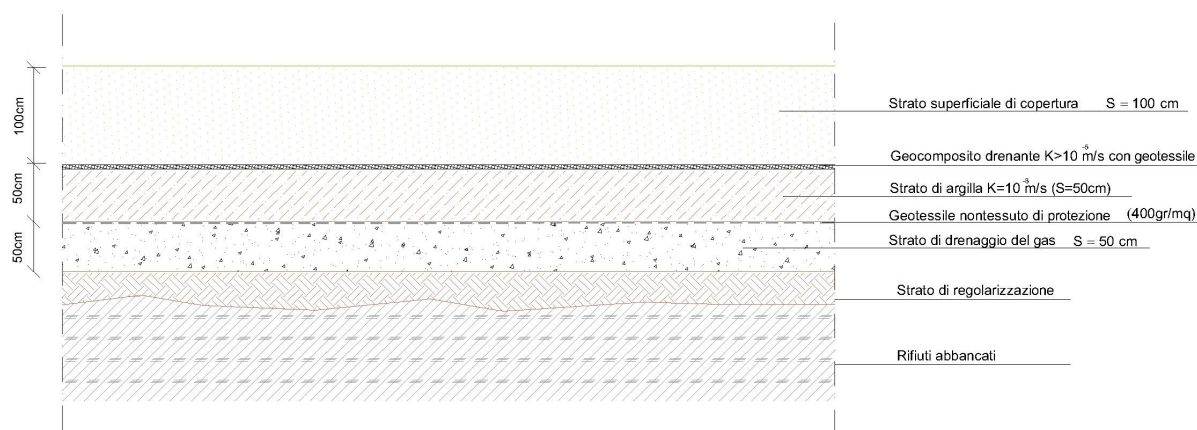 100cm
50cm
50cm
Strato superficiale di copertura S = 100 cm
Geocomposito drenante K>10⁻⁵ m/s con geotessile
Strato di argilla K=10⁻⁸ m/s (S=50cm)
Geotessile nontessuto di protezione (400gr/mq)
Strato di drenaggio del gas S = 50 cm
Strato di regolarizzazione
Rifiuti abbancati